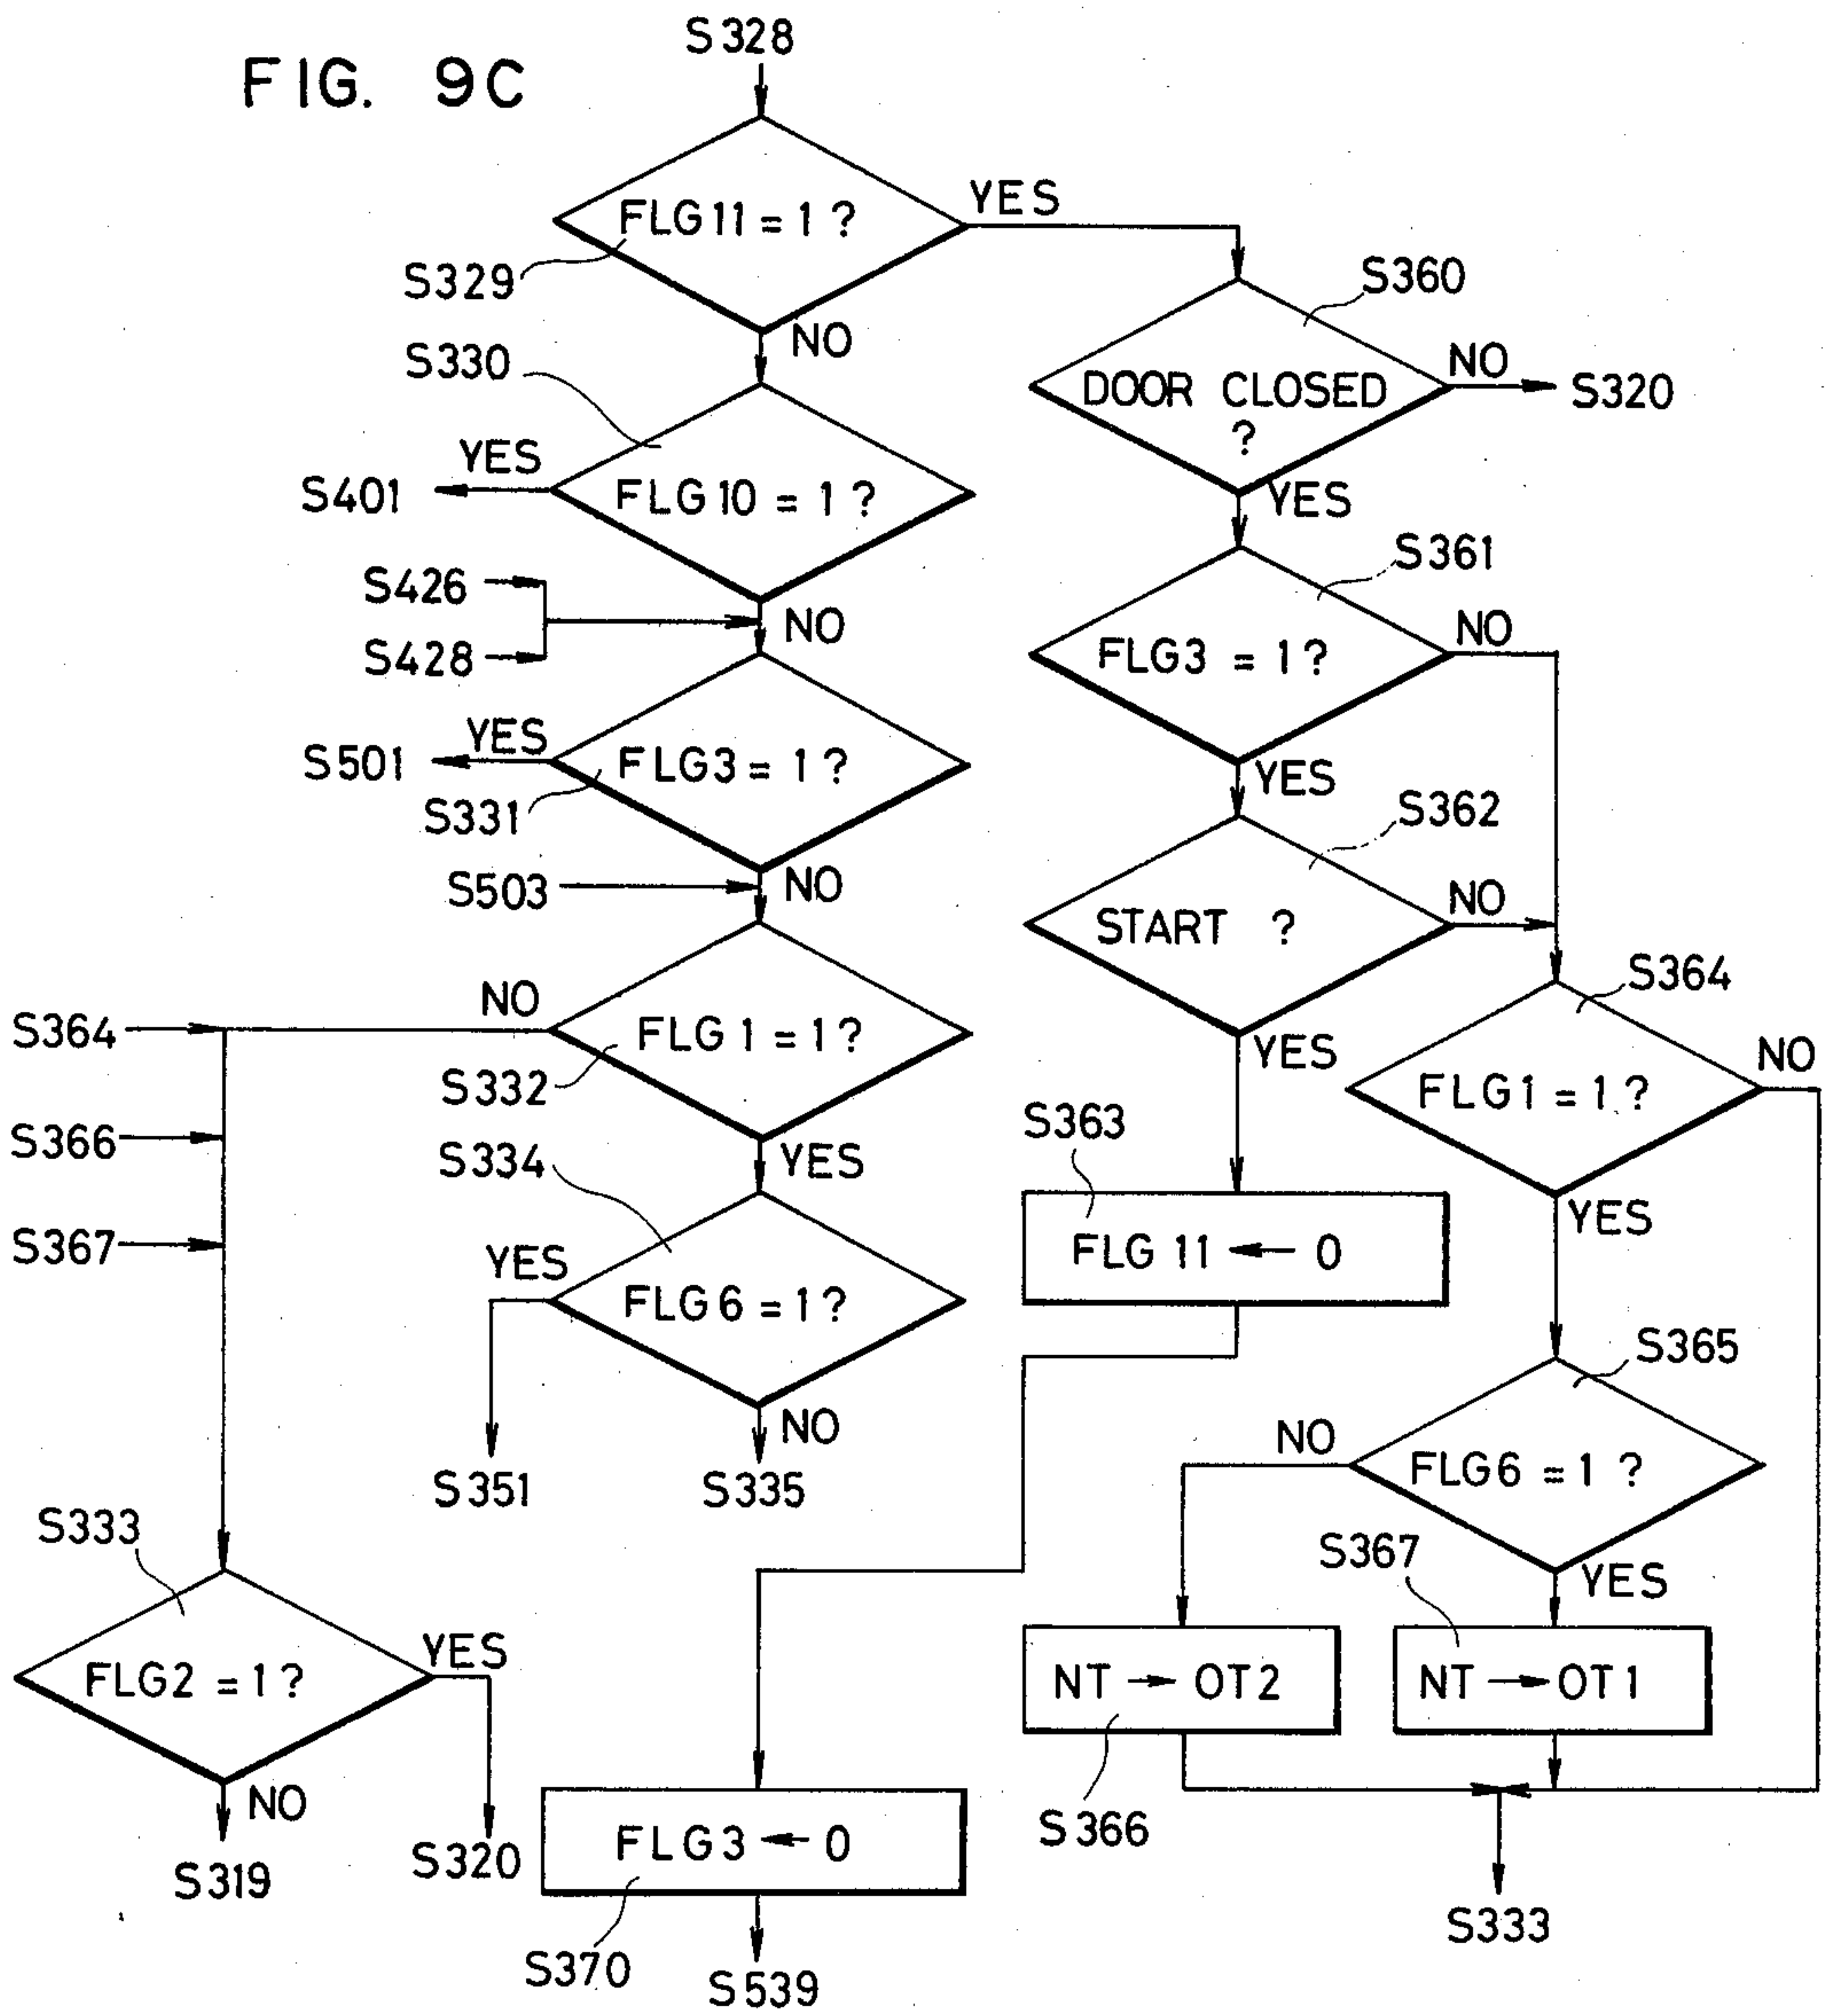 FIG. 9C
S328
FLG11 = 1 ?
YES
S329
NO
S360
DOOR CLOSED
?
NO
S320
YES
S330
YES
S401
FLG10 = 1 ?
S426
S428
NO
S361
FLG3 = 1 ?
NO
YES
YES
S501
FLG3 = 1 ?
S331
NO
S503
S362
START ?
NO
YES
S364
NO
FLG1 = 1 ?
S332
YES
S364
FLG1 = 1 ?
NO
YES
S366
S367
S334
YES
FLG6 = 1 ?
NO
S351
S335
S363
FLG 11 ← 0
S365
NO
FLG6 = 1 ?
YES
S333
FLG2 = 1 ?
YES
NO
S319
S320
S367
NT → OT2
NT → OT1
S366
S333
FLG3 ← 0
S370
S539